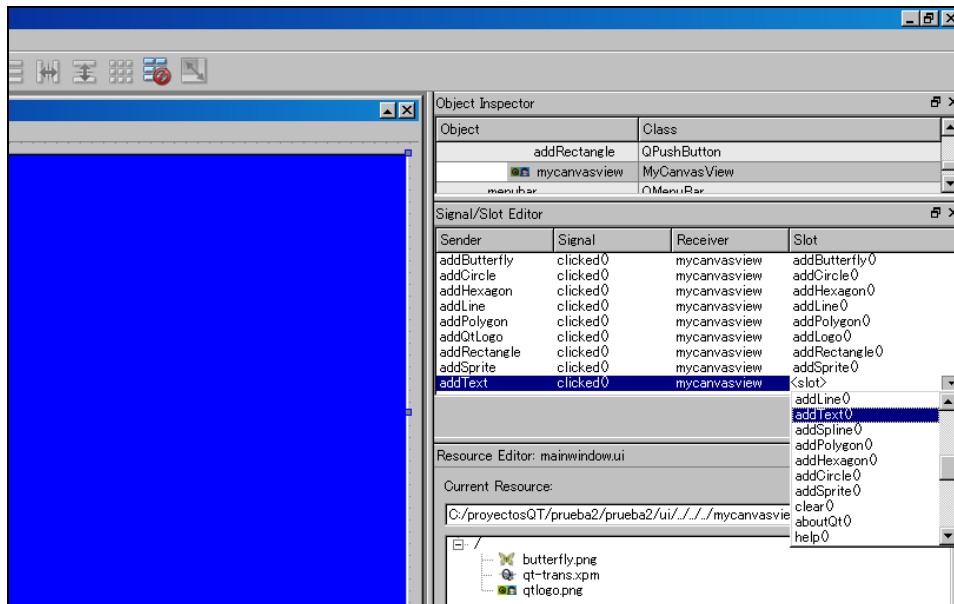 Object Inspector
Object Class
addRectangle QPushButton
mycanvasview MyCanvasView
menubar QMenuBar
Signal/Slot Editor
Sender Signal Receiver Slot
addButterfly clicked() mycanvasview addButterfly()
addCircle clicked() mycanvasview addCircle()
addHexagon clicked() mycanvasview addHexagon()
addLine clicked() mycanvasview addLine()
addPolygon clicked() mycanvasview addPolygon()
addQtLogo clicked() mycanvasview addLogo()
addRectangle clicked() mycanvasview addRectangle()
addSprite clicked() mycanvasview addSprite()
addText clicked() mycanvasview <slot>
addLine()
addText()
addSpline()
addPolygon()
addHexagon()
addCircle()
addSprite()
clear()
aboutQt()
help()
Resource Editor: mainwindow.ui
Current Resource:
C:/proyectosQT/prueba2/prueba2/ui/../../../mycanvasvie
/
butterfly.png
qt-trans.xpm
qtlogo.png